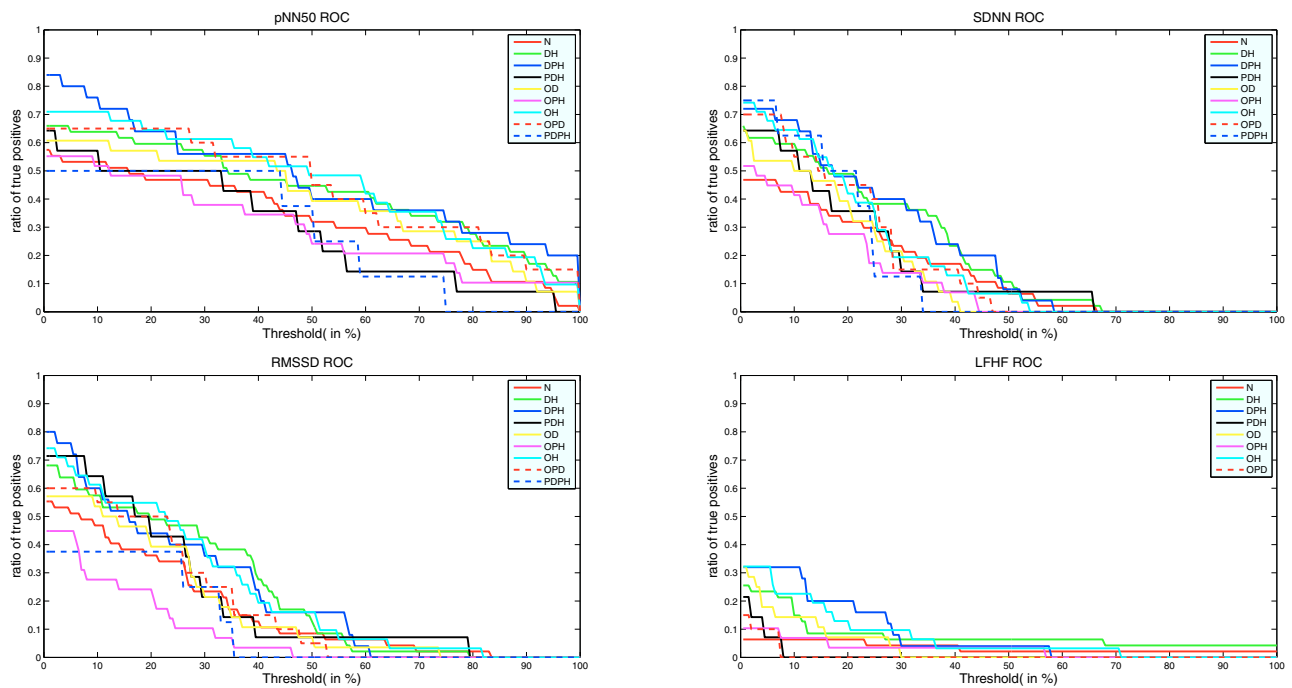 pNN50 ROC
ratio of true positives
1
0.9
0.8
0.7
0.6
0.5
0.4
0.3
0.2
0.1
0
0 10 20 30 40 50 60 70 80 90 100
Threshold( in %)
N
DH
DPH
PDH
OD
OPH
OH
OPD
PDPH
SDNN ROC
ratio of true positives
1
0.9
0.8
0.7
0.6
0.5
0.4
0.3
0.2
0.1
0
0 10 20 30 40 50 60 70 80 90 100
Threshold( in %)
N
DH
DPH
PDH
OD
OPH
OH
OPD
PDPH
RMSSD ROC
ratio of true positives
1
0.9
0.8
0.7
0.6
0.5
0.4
0.3
0.2
0.1
0
0 10 20 30 40 50 60 70 80 90 100
Threshold( in %)
N
DH
DPH
PDH
OD
OPH
OH
OPD
PDPH
LFHF ROC
ratio of true positives
1
0.9
0.8
0.7
0.6
0.5
0.4
0.3
0.2
0.1
0
0 10 20 30 40 50 60 70 80 90 100
Threshold( in %)
N
DH
DPH
PDH
OD
OPH
OH
OPD